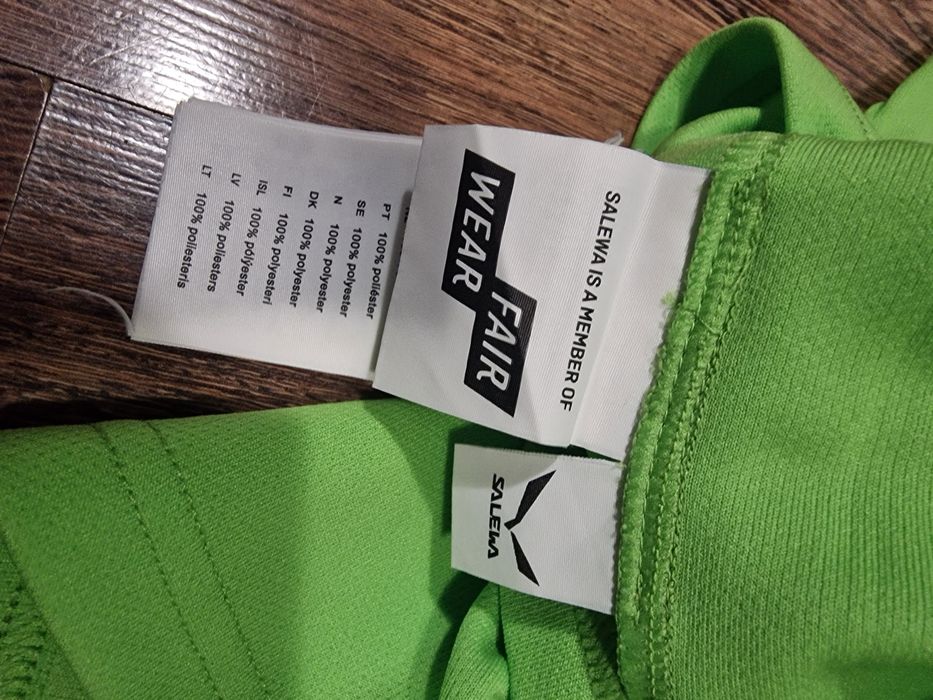 SALEWA IS A MEMBER OF
WEAR
FAIR
PT 100% poliéster
SE 100% polyester
N 100% polyester
DK 100% polyester
FI 100% polyesteri
ISL 100% pólýester
LV 100% poliesters
LT 100% poliesteris
SALEWA